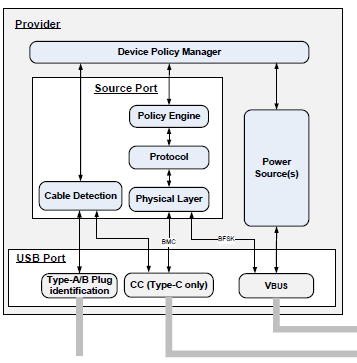 Provider
Device Policy Manager
Source Port
Policy Engine
Protocol
Power
Source(s)
Cable Detection
Physical Layer
BMC
BFSK
USB Port
Type-A/B Plug
identification
CC (Type-C only)
VBUS